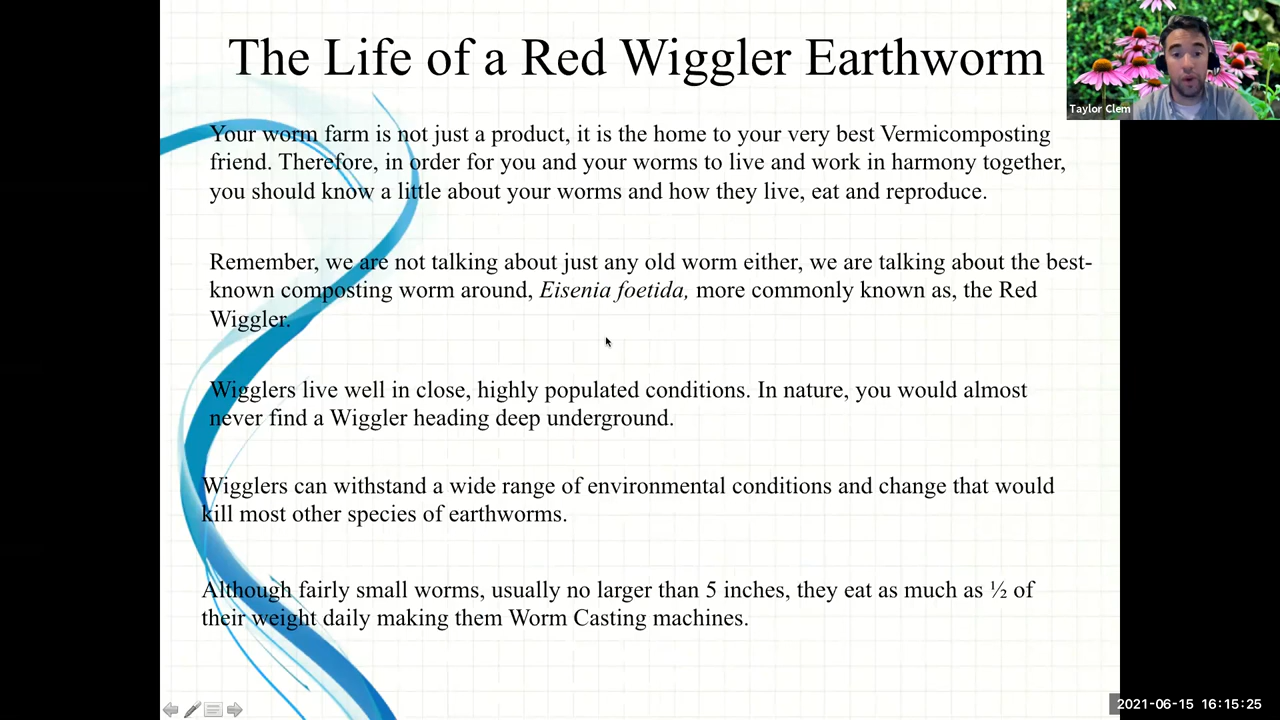 The Life of a Red Wiggler Earthworm
Taylor Clem
Your worm farm is not just a product, it is the home to your very best Vermicomposting
friend. Therefore, in order for you and your worms to live and work in harmony together,
you should know a little about your worms and how they live, eat and reproduce.
Remember, we are not talking about just any old worm either, we are talking about the best-
known composting worm around, Eisenia foetida, more commonly known as, the Red
Wiggler.
Wigglers live well in close, highly populated conditions. In nature, you would almost
never find a Wiggler heading deep underground.
Wigglers can withstand a wide range of environmental conditions and change that would
kill most other species of earthworms.
Although fairly small worms, usually no larger than 5 inches, they eat as much as ½ of
their weight daily making them Worm Casting machines.
2021-06-15 16:15:25